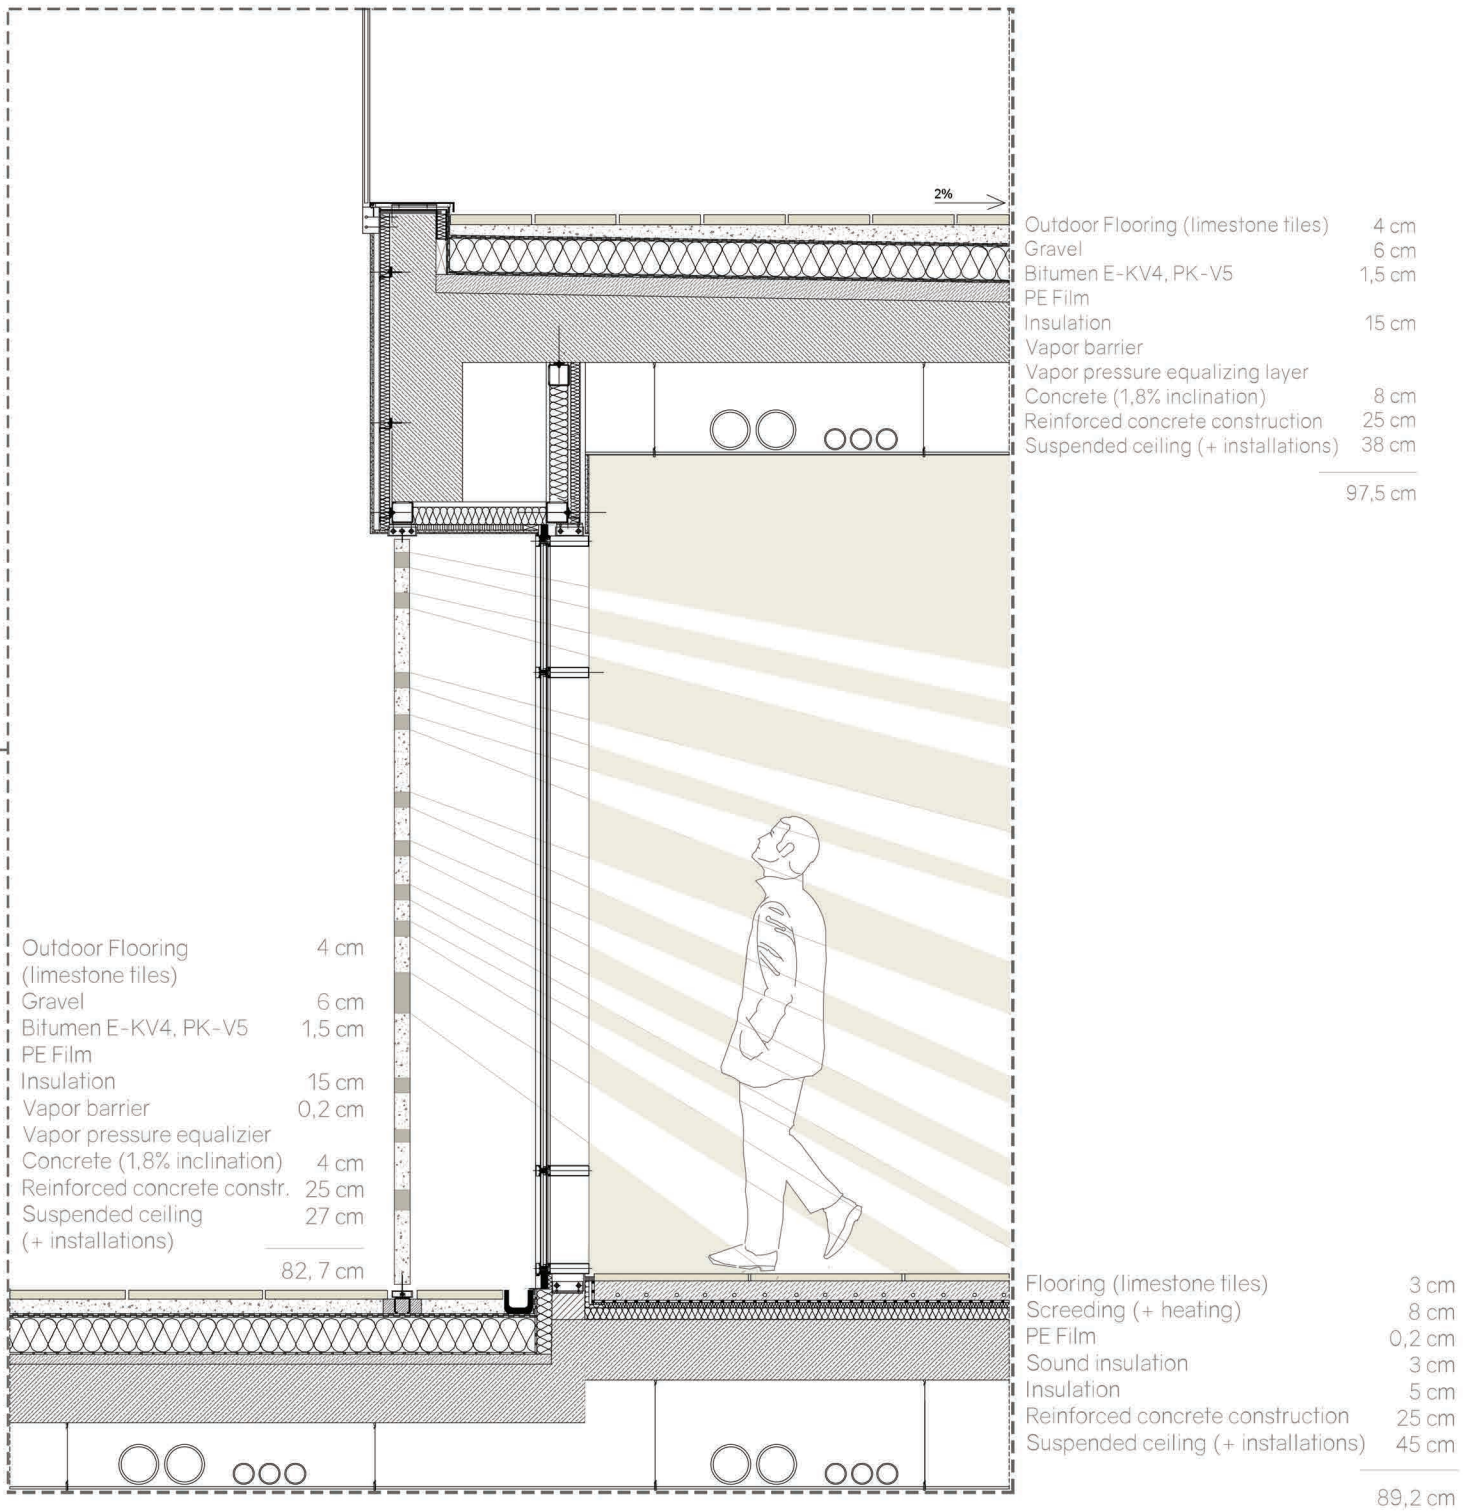 2%
Outdoor Flooring (limestone tiles) 4 cm
Gravel 6 cm
Bitumen E-KV4, PK-V5 1,5 cm
PE Film
Insulation 15 cm
Vapor barrier
Vapor pressure equalizing layer
Concrete (1,8% inclination) 8 cm
Reinforced concrete construction 25 cm
Suspended ceiling (+ installations) 38 cm
97,5 cm
Outdoor Flooring 4 cm
(limestone tiles)
Gravel 6 cm
Bitumen E-KV4, PK-V5 1,5 cm
PE Film
Insulation 15 cm
Vapor barrier 0,2 cm
Vapor pressure equalizier
Concrete (1,8% inclination) 4 cm
Reinforced concrete constr. 25 cm
Suspended ceiling 27 cm
(+ installations)
82, 7 cm
Flooring (limestone tiles) 3 cm
Screeding (+ heating) 8 cm
PE Film 0,2 cm
Sound insulation 3 cm
Insulation 5 cm
Reinforced concrete construction 25 cm
Suspended ceiling (+ installations) 45 cm
89,2 cm